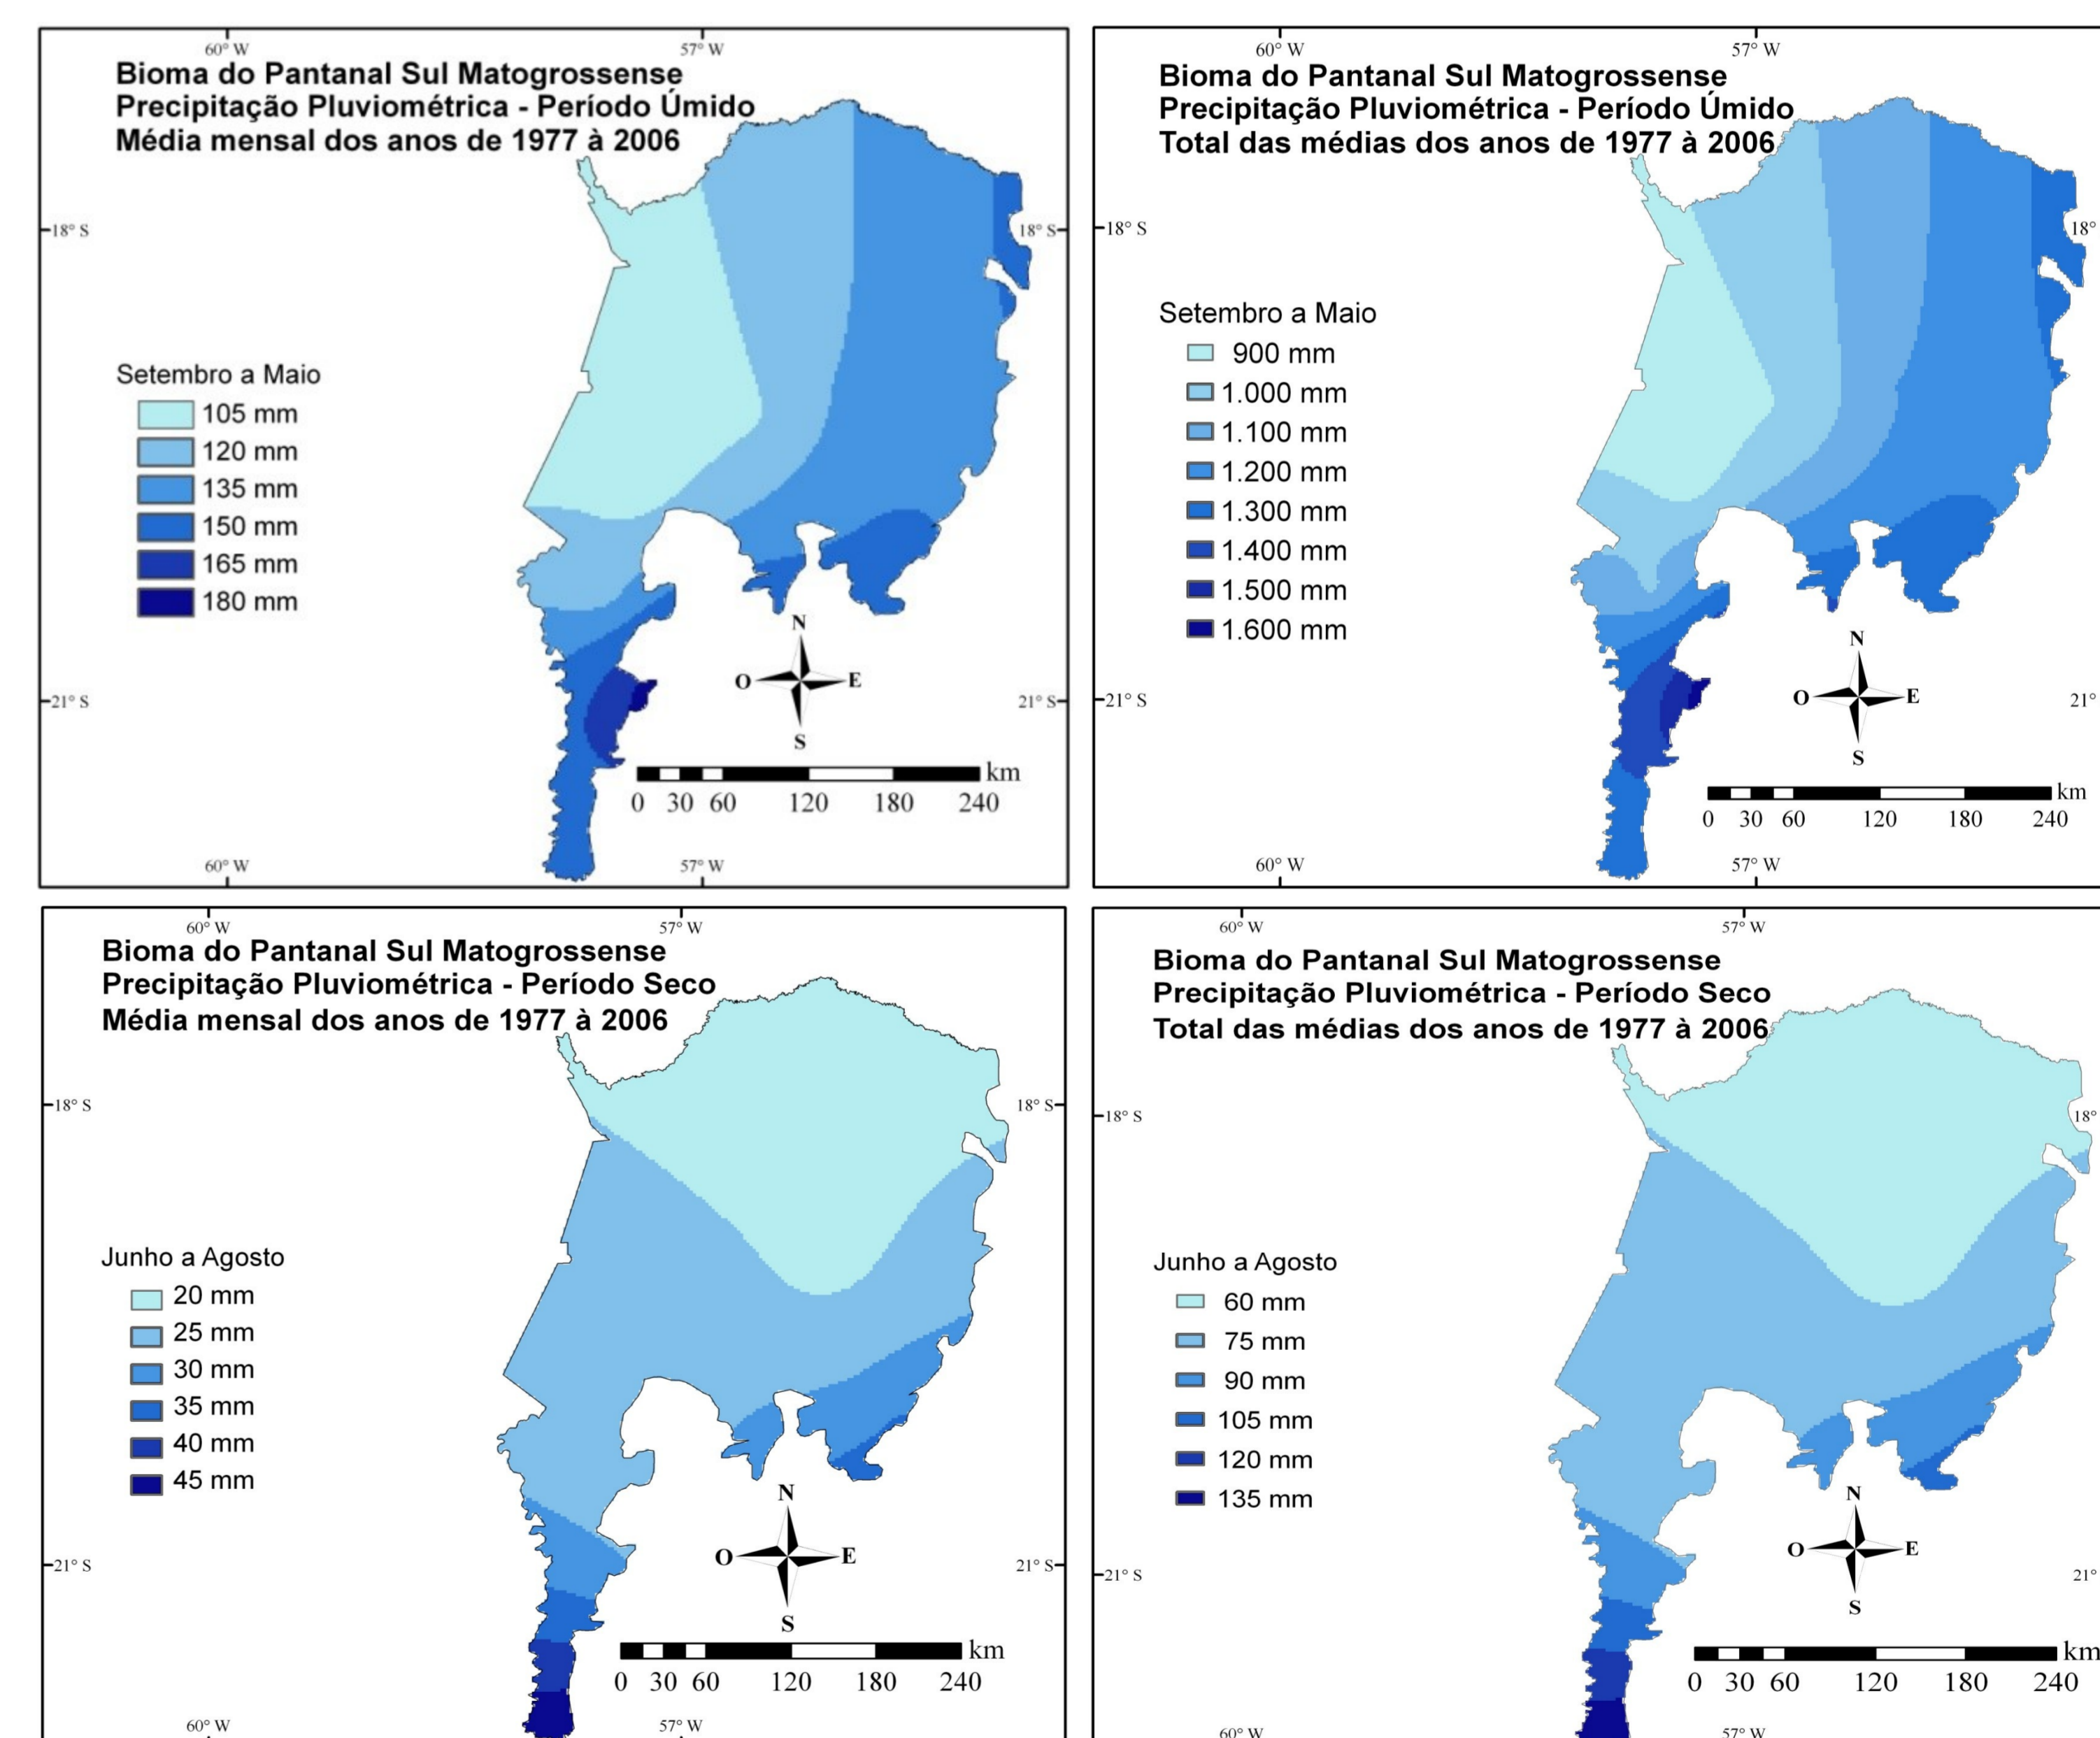 60° W
57° W
Bioma do Pantanal Sul Matogrossense
Precipitação Pluviométrica - Período Úmido
Média mensal dos anos de 1977 à 2006
18° S
18° S
Setembro a Maio
105 mm
120 mm
135 mm
150 mm
165 mm
180 mm
N
O
E
S
21° S
21° S
km
0 30 60 120 180 240
60° W
57° W
60° W
57° W
Bioma do Pantanal Sul Matogrossense
Precipitação Pluviométrica - Período Úmido
Total das médias dos anos de 1977 à 2006
18° S
18°
Setembro a Maio
900 mm
1.000 mm
1.100 mm
1.200 mm
1.300 mm
1.400 mm
1.500 mm
1.600 mm
N
O
E
S
21° S
21°
km
0 30 60 120 180 240
60° W
57° W
60° W
57° W
Bioma do Pantanal Sul Matogrossense
Precipitação Pluviométrica - Período Seco
Média mensal dos anos de 1977 à 2006
18° S
18° S
Junho a Agosto
20 mm
25 mm
30 mm
35 mm
40 mm
45 mm
N
O
E
S
21° S
21° S
km
0 30 60 120 180 240
60° W
57° W
60° W
57° W
Bioma do Pantanal Sul Matogrossense
Precipitação Pluviométrica - Período Seco
Total das médias dos anos de 1977 à 2006
18° S
18°
Junho a Agosto
60 mm
75 mm
90 mm
105 mm
120 mm
135 mm
N
O
E
S
21° S
21°
km
0 30 60 120 180 240
60° W
57° W